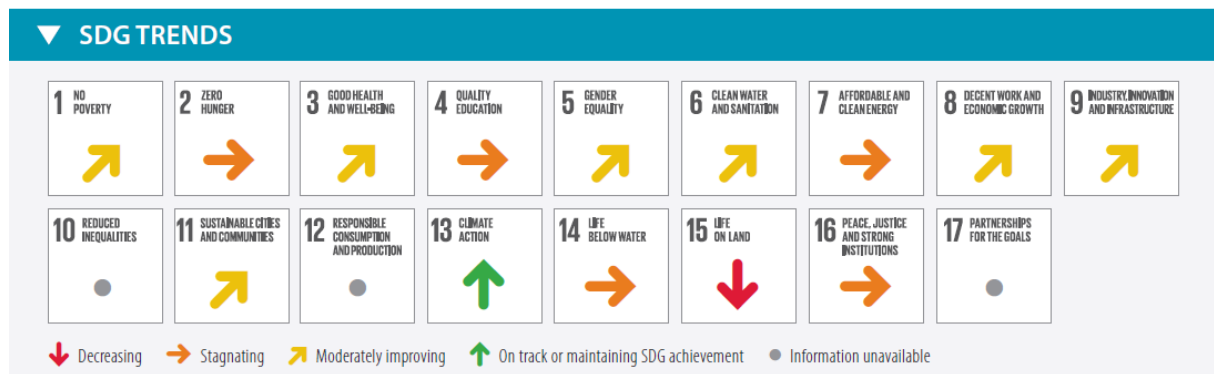 SDG TRENDS
1 NO
POVERTY
2 ZERO
HUNGER
3 GOOD HEALTH
AND WELL-BEING
4 QUALITY
EDUCATION
5 GENDER
EQUALITY
6 CLEAN WATER
AND SANITATION
7 AFFORDABLE AND
CLEAN ENERGY
8 DECENT WORK AND
ECONOMIC GROWTH
9 INDUSTRY, INNOVATION
AND INFRASTRUCTURE
10 REDUCED
INEQUALITIES
11 SUSTAINABLE CITIES
AND COMMUNITIES
12 RESPONSIBLE
CONSUMPTION
AND PRODUCTION
13 CLIMATE
ACTION
14 LIFE
BELOW WATER
15 LIFE
ON LAND
16 PEACE, JUSTICE
AND STRONG
INSTITUTIONS
17 PARTNERSHIPS
FOR THE GOALS
Decreasing Stagnating Moderately improving On track or maintaining SDG achievement Information unavailable